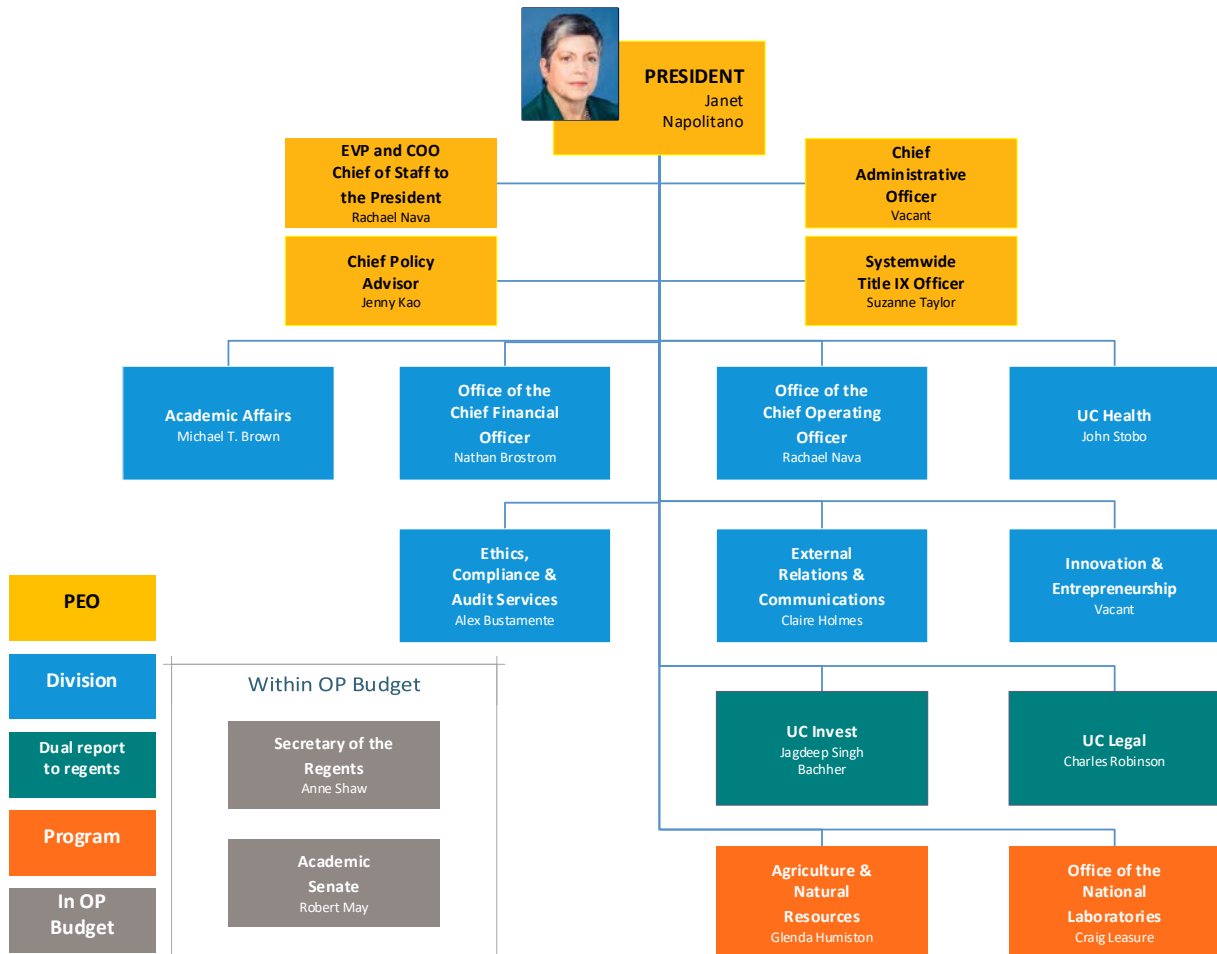 PRESIDENT
Janet
Napolitano
EVP and COO
Chief of Staff to
the President
Rachael Nava
Chief
Administrative
Officer
Vacant
Chief Policy
Advisor
Jenny Kao
Systemwide
Title IX Officer
Suzanne Taylor
Academic Affairs
Michael T. Brown
Office of the
Chief Financial
Officer
Nathan Brostrom
Office of the
Chief Operating
Officer
Rachael Nava
UC Health
John Stobo
Ethics,
Compliance &
Audit Services
Alex Bustamente
External
Relations &
Communications
Claire Holmes
Innovation &
Entrepreneurship
Vacant
PEO
Division
Dual report
to regents
Program
In OP
Budget
Within OP Budget
Secretary of the
Regents
Anne Shaw
Academic
Senate
Robert May
UC Invest
Jagdeep Singh
Bachher
UC Legal
Charles Robinson
Agriculture &
Natural
Resources
Glenda Humiston
Office of the
National
Laboratories
Craig Leasure